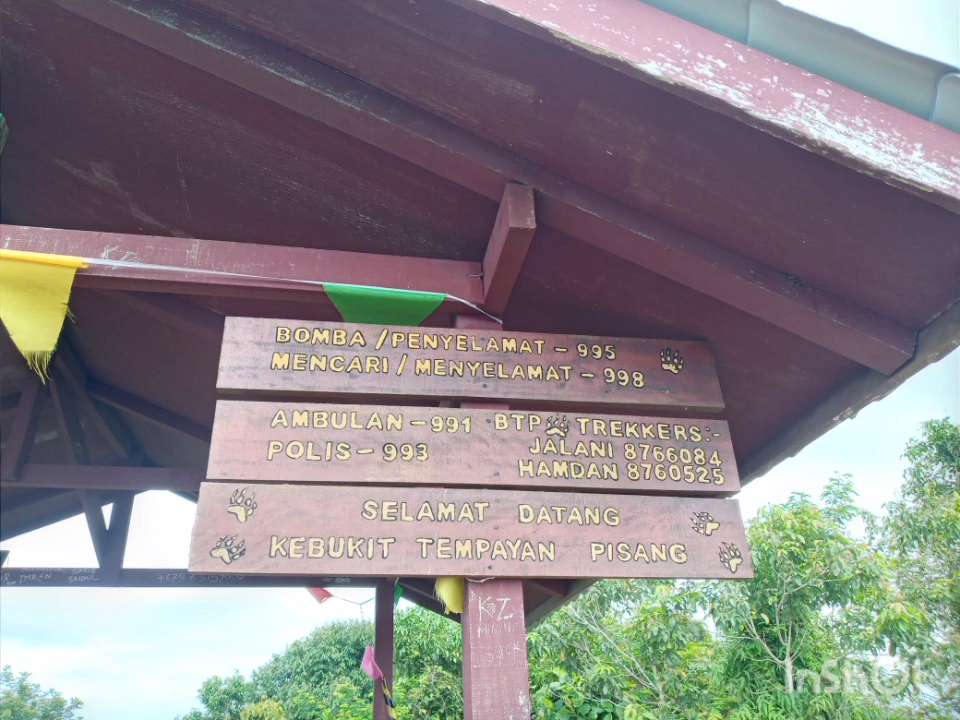 BOMBA / PENYELAMAT - 995
MENCARI / MENYELAMAT - 998
AMBULAN - 991
POLIS - 993
BTP TREKKERS:-
JALANI 8766084
HAMDAN 8760525
SELAMAT DATANG
KEBUKIT TEMPAYAN PISANG
KNZ
InShOt